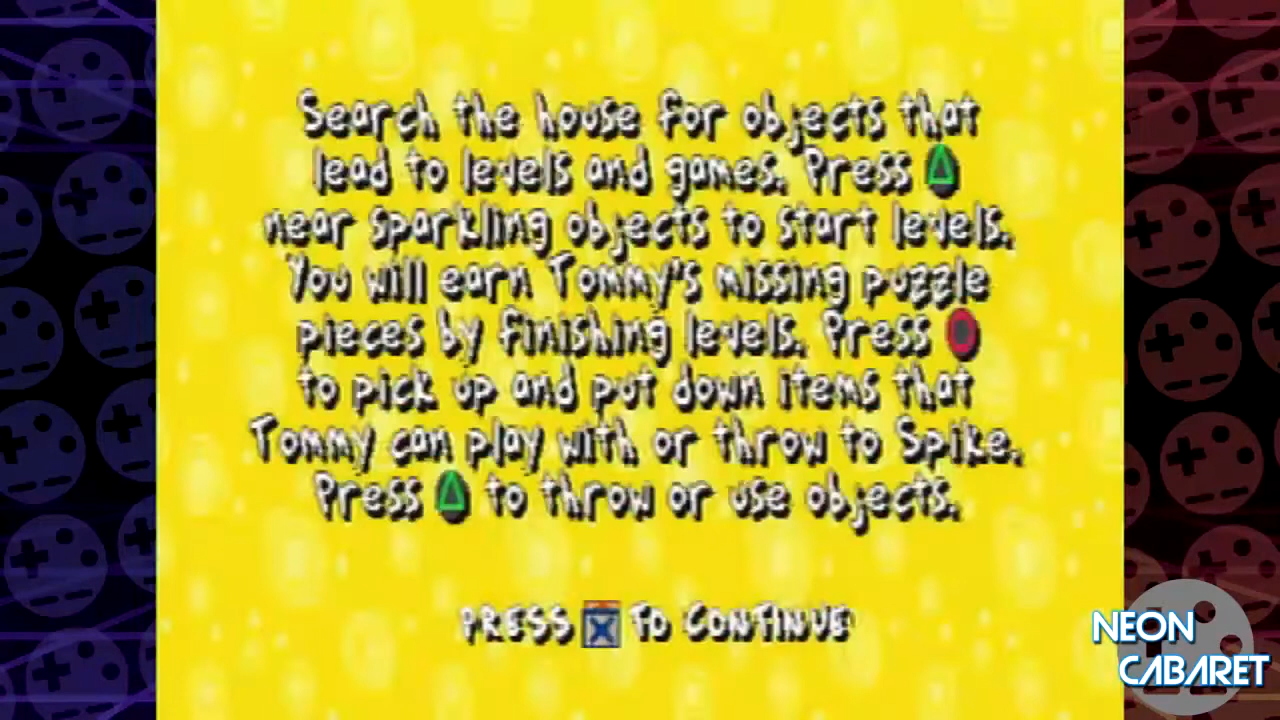 Search the house for objects that
lead to levels and games. Press
near sparkling objects to start levels.
You will earn Tommy's missing puzzle
pieces by finishing levels. Press
to pick up and put down items that
Tommy can play with or throw to Spike.
Press to throw or use objects.
PRESS TO CONTINUE
NEON
CABARET